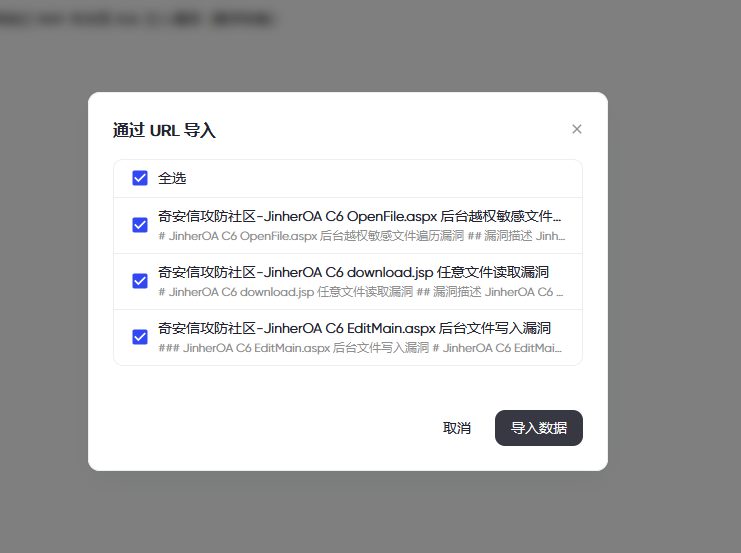 通过 URL 导入
全选
奇安信攻防社区-JinherOA C6 OpenFile.aspx 后台越权敏感文件...
# JinherOA C6 OpenFile.aspx 后台越权敏感文件遍历漏洞 ## 漏洞描述 Jinh...
奇安信攻防社区-JinherOA C6 download.jsp 任意文件读取漏洞
# JinherOA C6 download.jsp 任意文件读取漏洞 ## 漏洞描述 JinherOA C6 ...
奇安信攻防社区-JinherOA C6 EditMain.aspx 后台文件写入漏洞
### JinherOA C6 EditMain.aspx 后台文件写入漏洞 # JinherOA C6 EditMai...
取消
导入数据